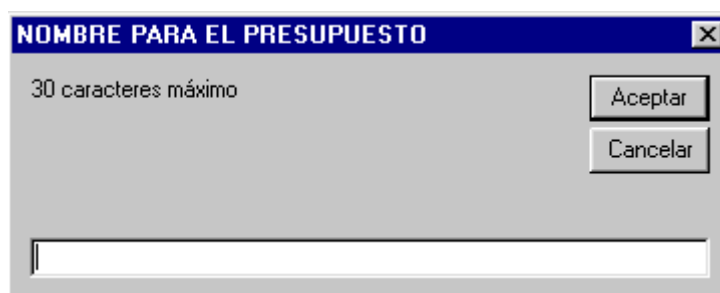 NOMBRE PARA EL PRESUPUESTO
30 caracteres máximo
Aceptar
Cancelar